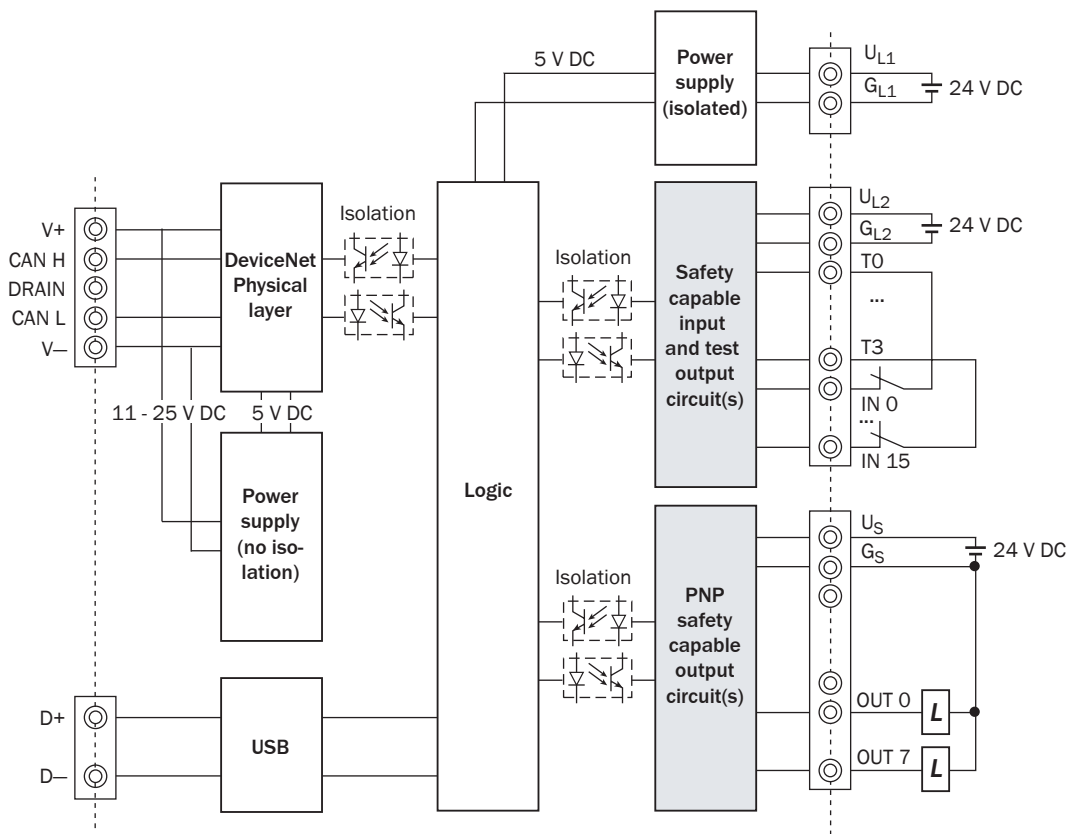 5 V DC
Power
supply
(isolated)
UL1
GL1
24 V DC
V+
CAN H
DRAIN
CAN L
V—
DeviceNet
Physical
layer
Isolation
11 - 25 V DC
5 V DC
Power
supply
(no iso-
lation)
D+
D—
USB
Logic
Isolation
Safety
capable
input
and test
output
circuit(s)
UL2
GL2
24 V DC
T0
...
T3
IN 0
...
IN 15
Isolation
PNP
safety
capable
output
circuit(s)
US
GS
24 V DC
OUT 0
L
OUT 7
L